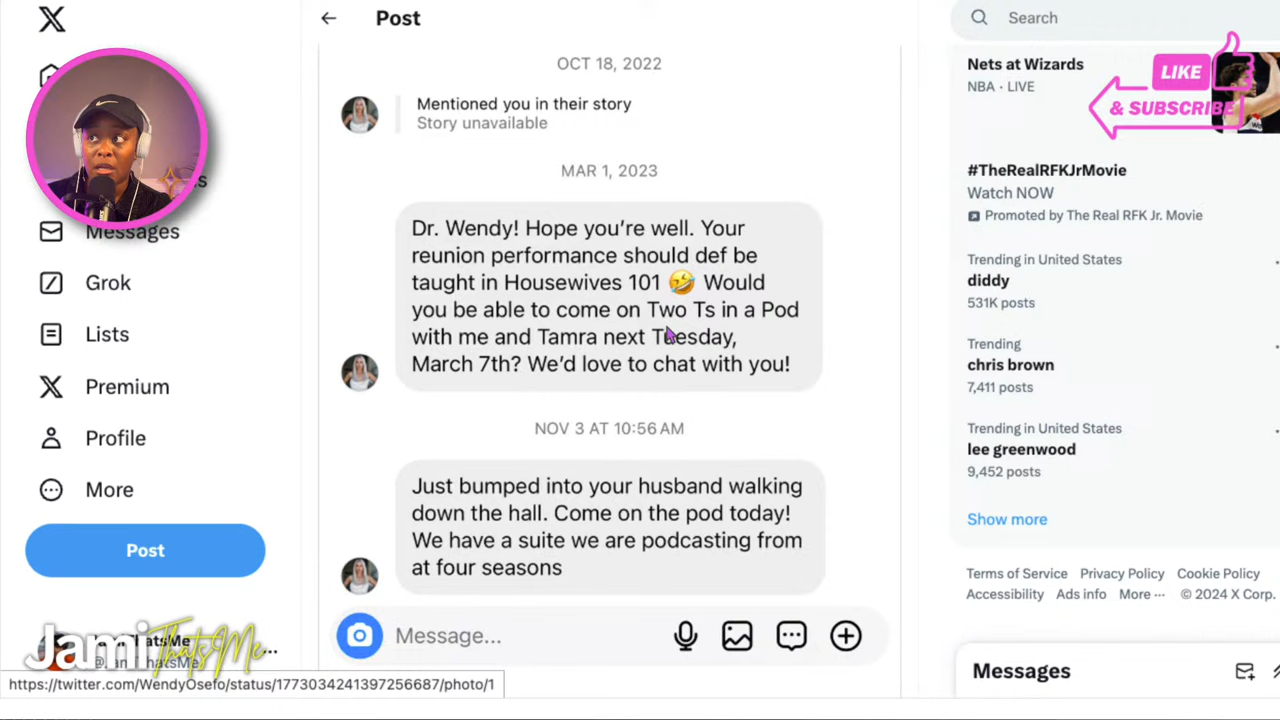 Post
OCT 18, 2022
Mentioned you in their story
Story unavailable
MAR 1, 2023
Dr. Wendy! Hope you're well. Your
reunion performance should def be
taught in Housewives 101 🤣 Would
you be able to come on Two Ts in a Pod
with me and Tamra next Tuesday,
March 7th? We'd love to chat with you!
NOV 3 AT 10:56 AM
Just bumped into your husband walking
down the hall. Come on the pod today!
We have a suite we are podcasting from
at four seasons
Message...
Messages
Grok
Lists
Premium
Profile
More
Post
JamiThatsMe
https://twitter.com/WendyOsefo/status/1773034241397256687/photo/1
Search
Nets at Wizards
NBA · LIVE
LIKE
& SUBSCRIBE
#TheRealRFKJrMovie
Watch NOW
Promoted by The Real RFK Jr. Movie
Trending in United States
diddy
531K posts
Trending
chris brown
7,411 posts
Trending in United States
lee greenwood
9,452 posts
Show more
Terms of Service Privacy Policy Cookie Policy
Accessibility Ads info More ··· © 2024 X Corp.
Messages